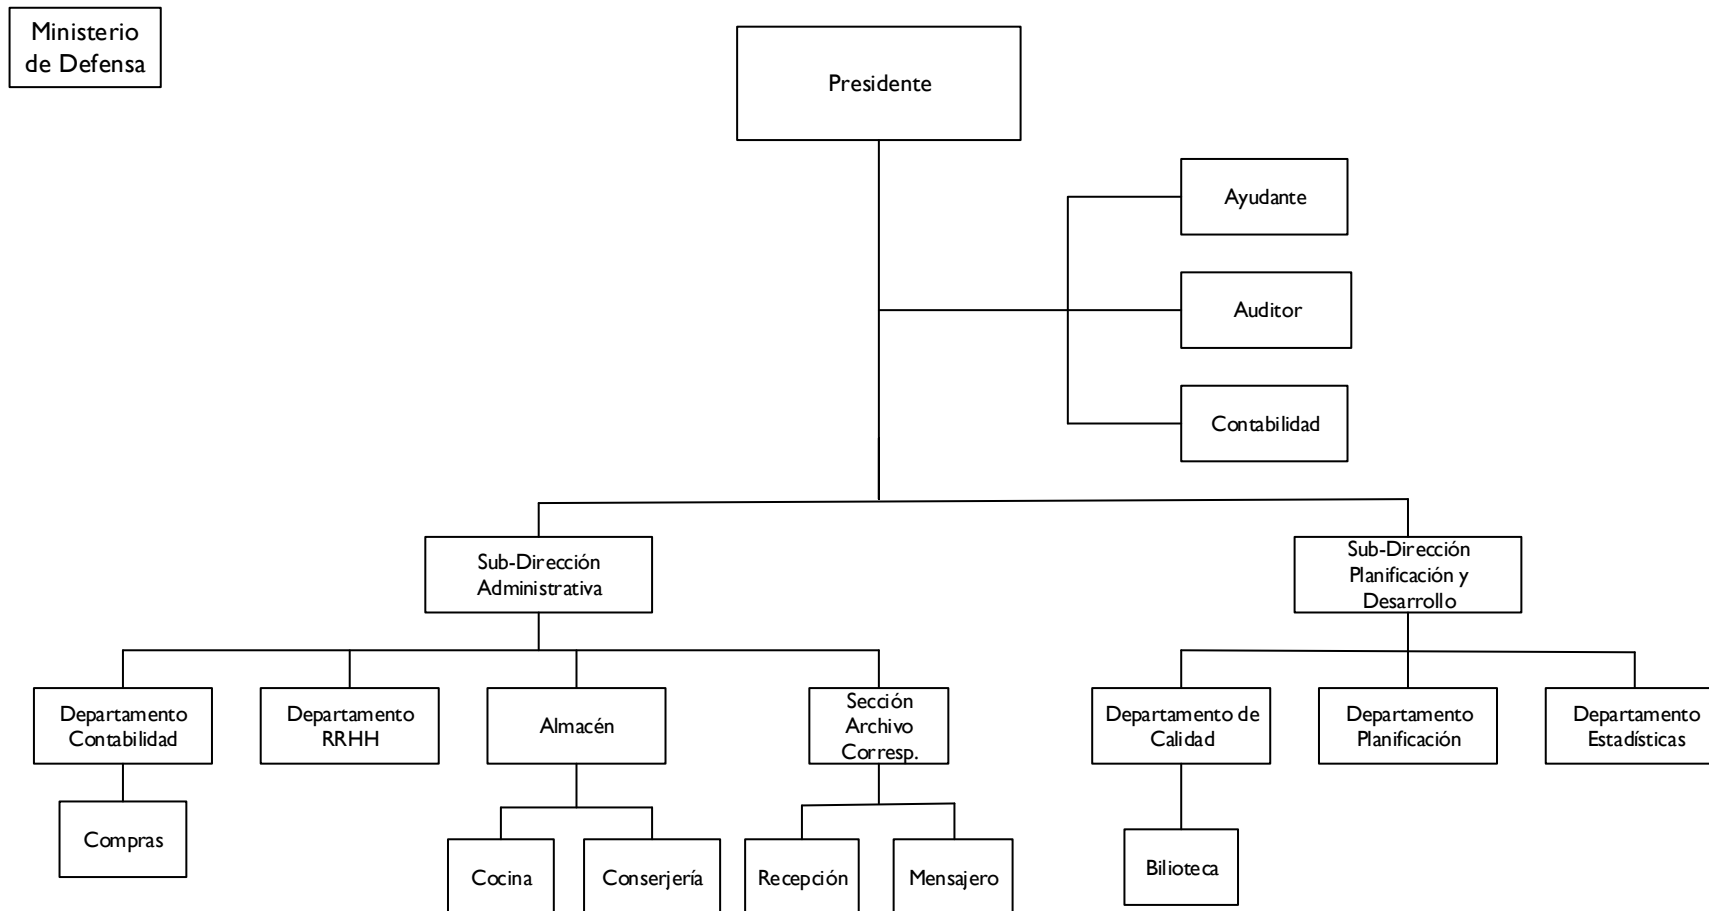 Ministerio
de Defensa
Presidente
Ayudante
Auditor
Contabilidad
Sub-Dirección
Administrativa
Sub-Dirección
Planificación y
Desarrollo
Departamento
Contabilidad
Departamento
RRHH
Almacén
Sección
Archivo
Corresp.
Departamento de
Calidad
Departamento
Planificación
Departamento
Estadísticas
Compras
Cocina
Conserjería
Recepción
Mensajero
Bilioteca